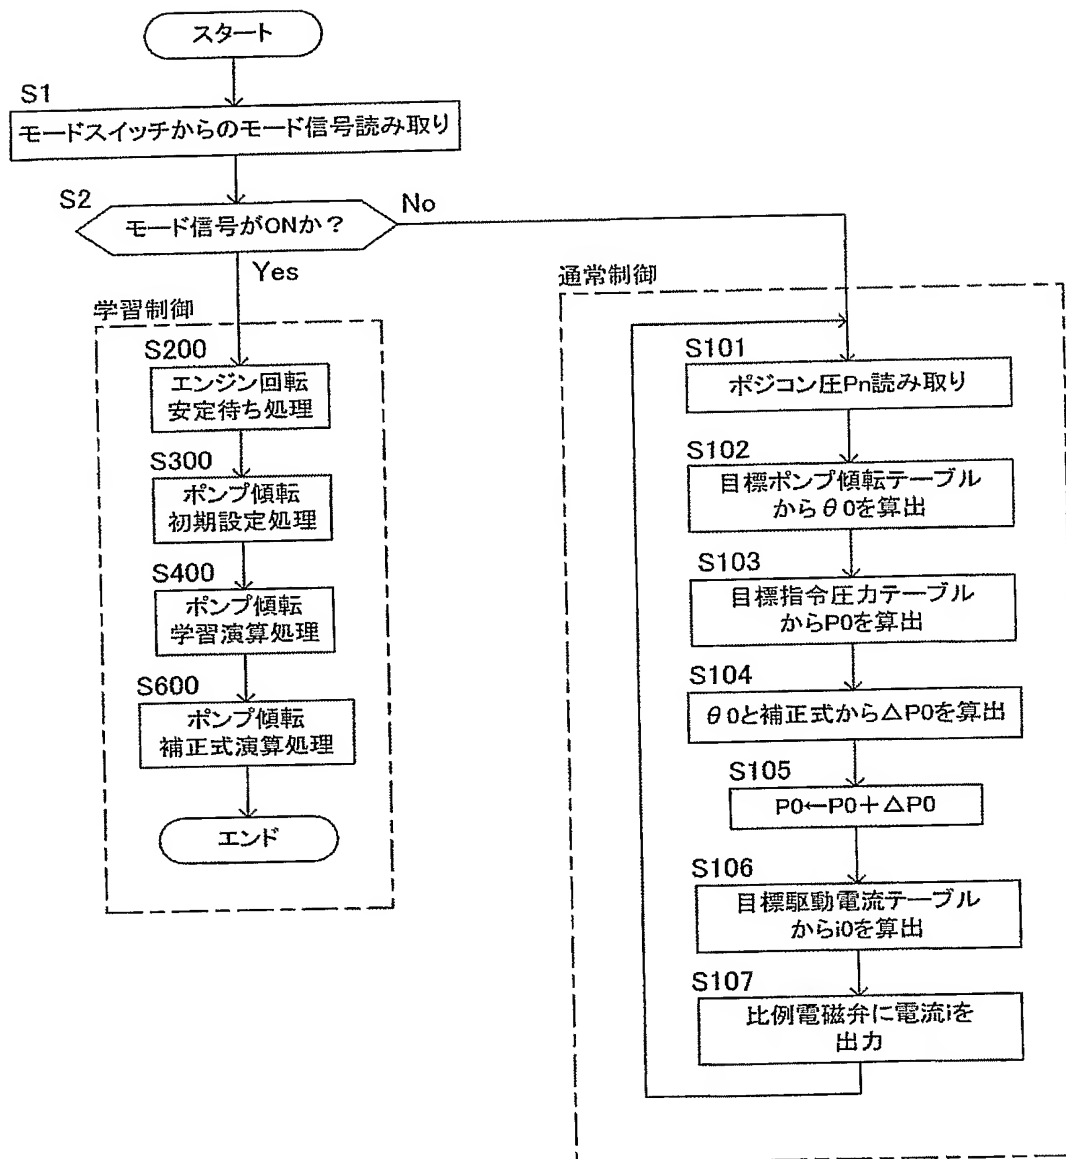 スタート
S1
モードスイッチからのモード信号読み取り
S2
モード信号がONか？
No
Yes
学習制御
S200
エンジン回転
安定待ち処理
S300
ポンプ傾転
初期設定処理
S400
ポンプ傾転
学習演算処理
S600
ポンプ傾転
補正式演算処理
エンド
通常制御
S101
ポジコン圧Pn読み取り
S102
目標ポンプ傾転テーブル
からθ0を算出
S103
目標指令圧力テーブル
からP0を算出
S104
θ0と補正式から△P0を算出
S105
P0←P0＋△P0
S106
目標駆動電流テーブル
からi0を算出
S107
比例電磁弁に電流iを
出力